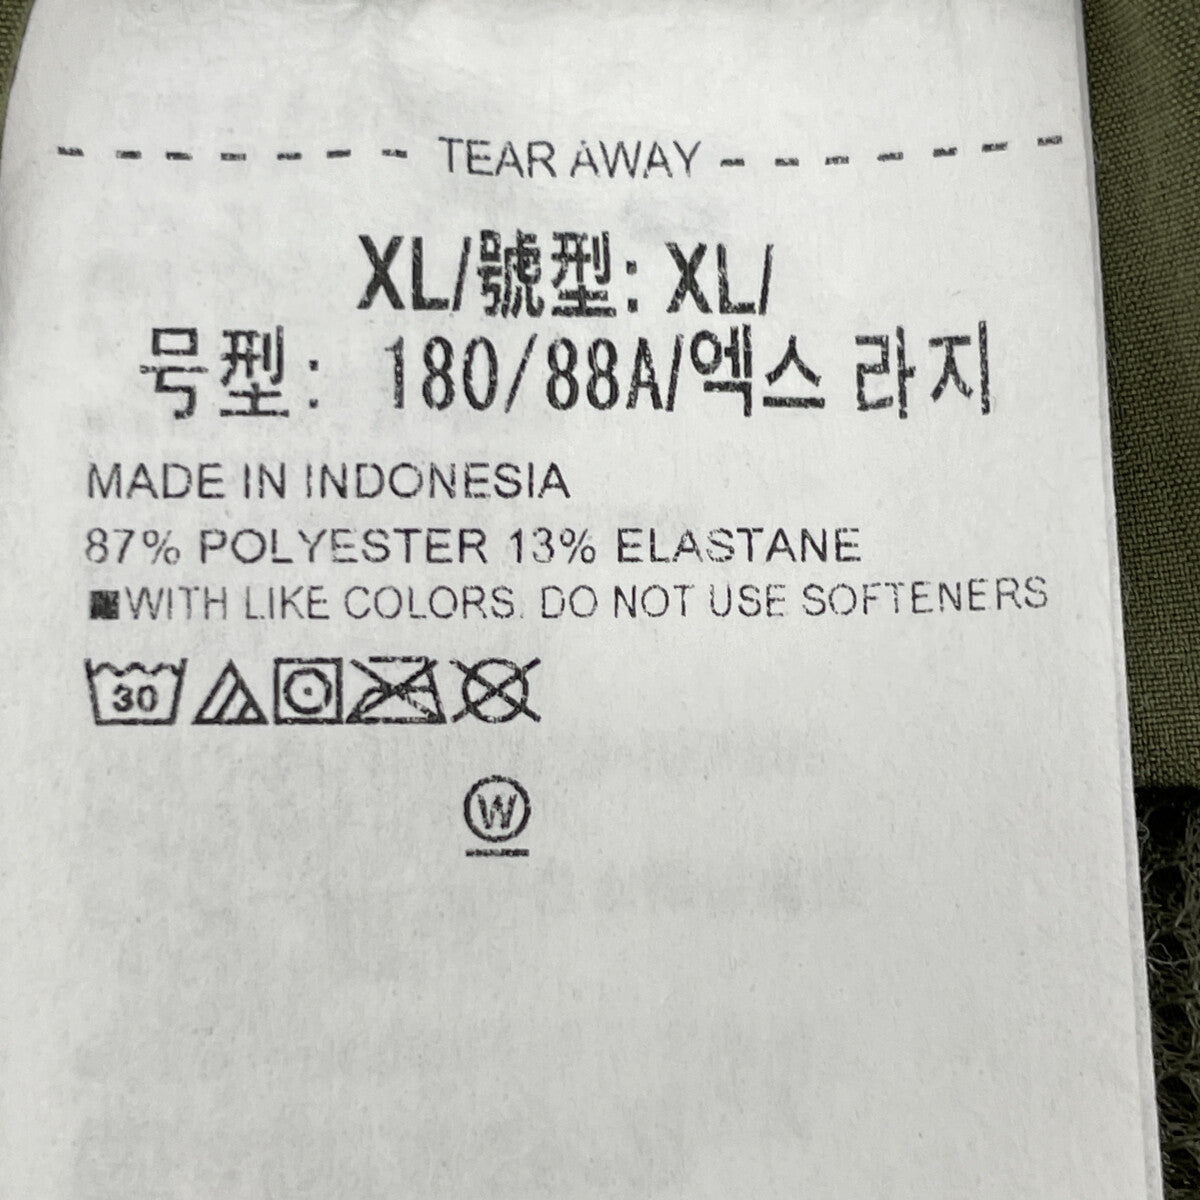 TEAR AWAY
XL/號型: XL/
号型: 180/88A/엑스 라지
MADE IN INDONESIA
87% POLYESTER 13% ELASTANE
WITH LIKE COLORS. DO NOT USE SOFTENERS
30
W